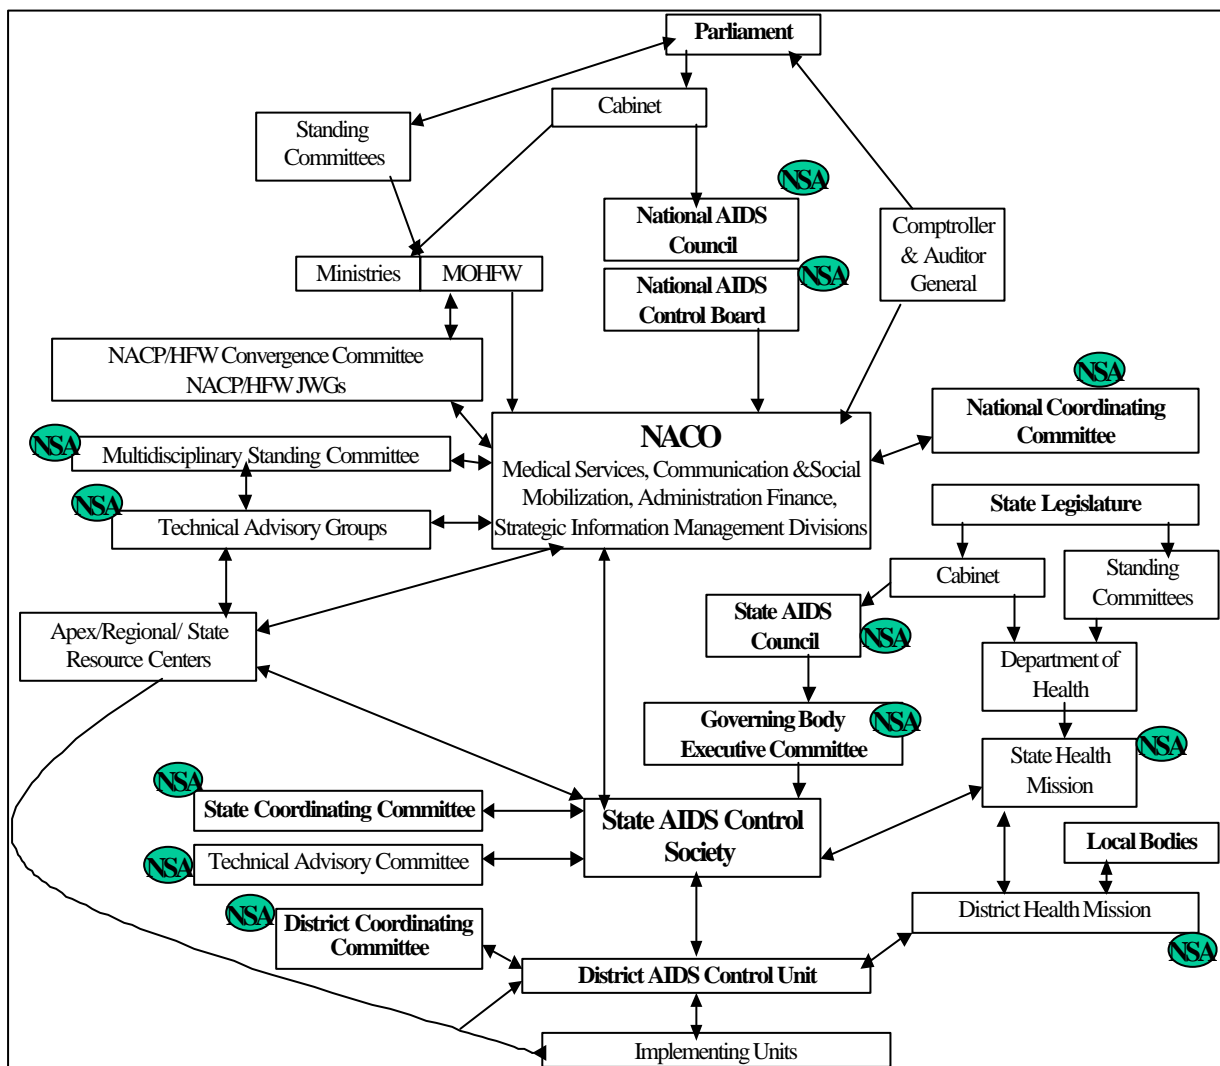 Parliament
Cabinet
Standing
Committees
NSA
National AIDS
Council
Comptroller
& Auditor
General
Ministries
MOHFW
NSA
National AIDS
Control Board
NACP/HFW Convergence Committee
NACP/HFW JWGs
NSA
National Coordinating
Committee
NACO
Medical Services, Communication &Social
Mobilization, Administration Finance,
Strategic Information Management Divisions
NSA
Multidisciplinary Standing Committee
NSA
Technical Advisory Groups
State Legislature
Cabinet
Standing
Committees
Apex/Regional/ State
Resource Centers
State AIDS
Council
NSA
Department of
Health
Governing Body
Executive Committee
NSA
State Health
Mission
NSA
NSA
State Coordinating Committee
State AIDS Control
Society
NSA
Technical Advisory Committee
Local Bodies
NSA
District Coordinating
Committee
District Health Mission
NSA
District AIDS Control Unit
Implementing Units